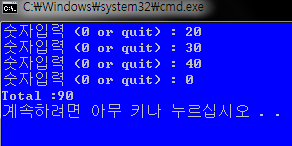 C:\Windows\system32\cmd.exe
숫자입력 (0 or quit) : 20
숫자입력 (0 or quit) : 30
숫자입력 (0 or quit) : 40
숫자입력 (0 or quit) : 0
Total :90
계속하려면 아무 키나 누르십시오 . .